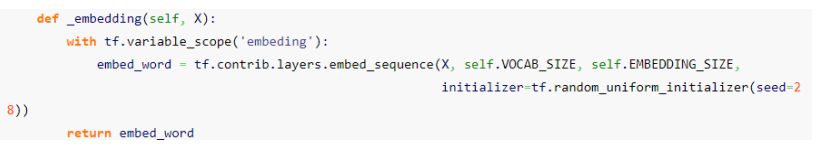 def _embedding(self, X):
with tf.variable_scope('embeding'):
embed_word = tf.contrib.layers.embed_sequence(X, self.VOCAB_SIZE, self.EMBEDDING_SIZE,
initializer=tf.random_uniform_initializer(seed=2
8))
return embed_word